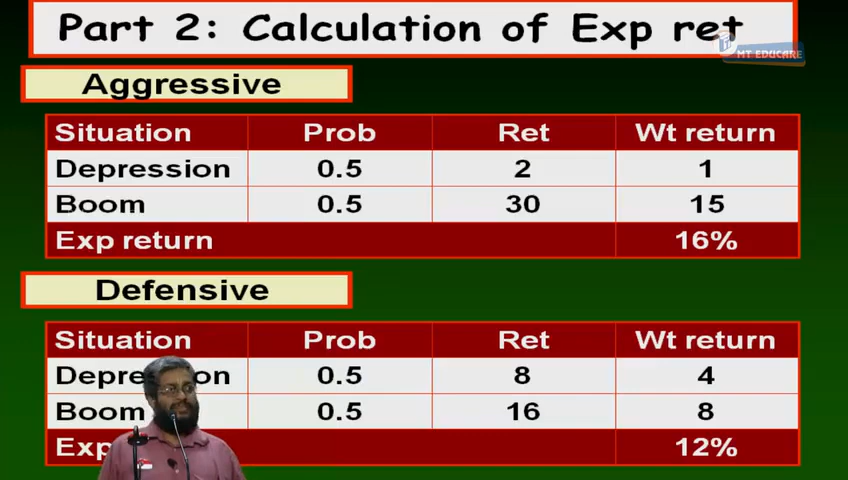 Part 2: Calculation of Exp ret
MT EDUCARE
Aggressive
Situation Prob Ret Wt return
Depression 0.5 2 1
Boom 0.5 30 15
Exp return 16%
Defensive
Situation Prob Ret Wt return
0.5 8 4
Boom 0.5 16 8
12%